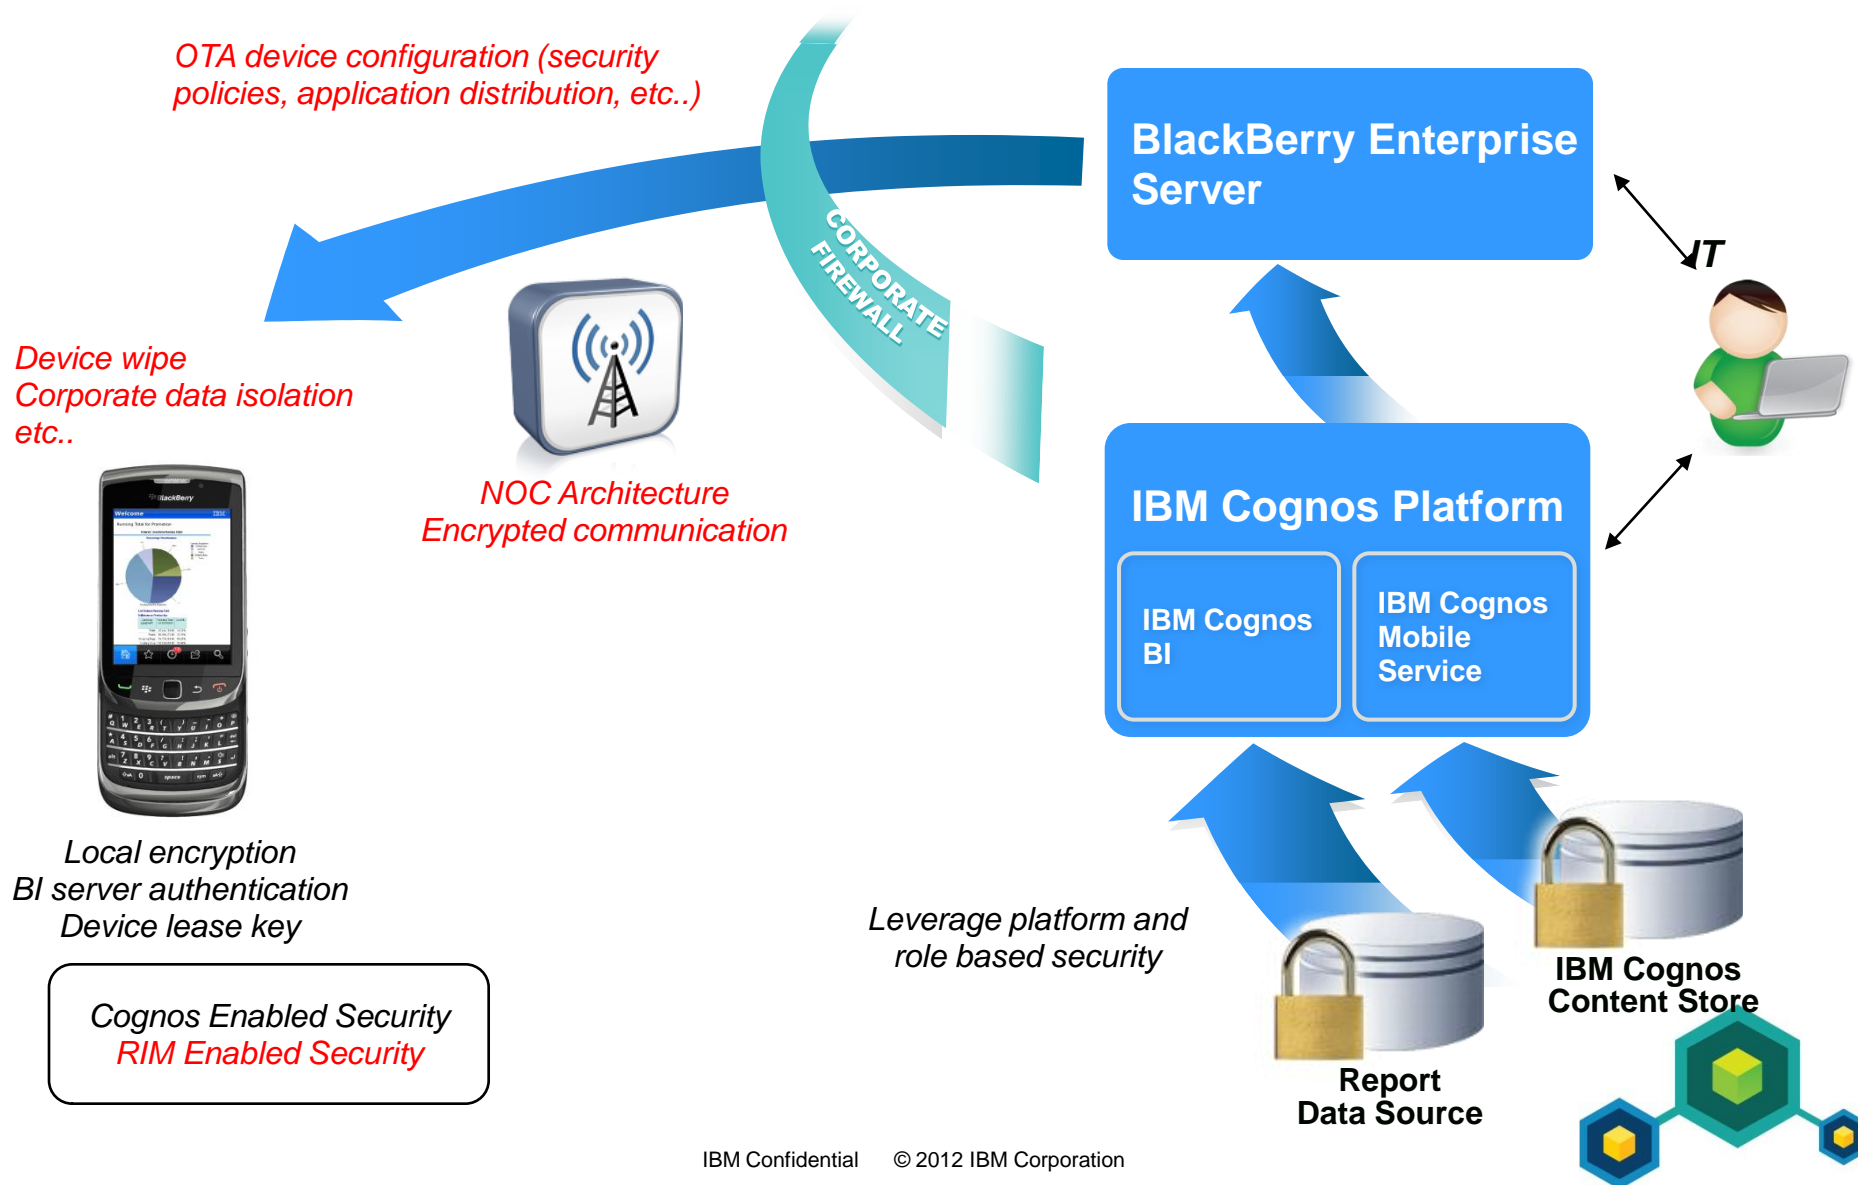 OTA device configuration (security
policies, application distribution, etc..)
BlackBerry Enterprise
Server
IT
CORPORATE
FIREWALL
Device wipe
Corporate data isolation
etc..
NOC Architecture
Encrypted communication
BlackBerry
Welcome
IBM Cognos Platform
IBM Cognos
BI
IBM Cognos
Mobile
Service
Local encryption
BI server authentication
Device lease key
Leverage platform and
role based security
Cognos Enabled Security
RIM Enabled Security
IBM Cognos
Content Store
Report
Data Source
IBM Confidential © 2012 IBM Corporation